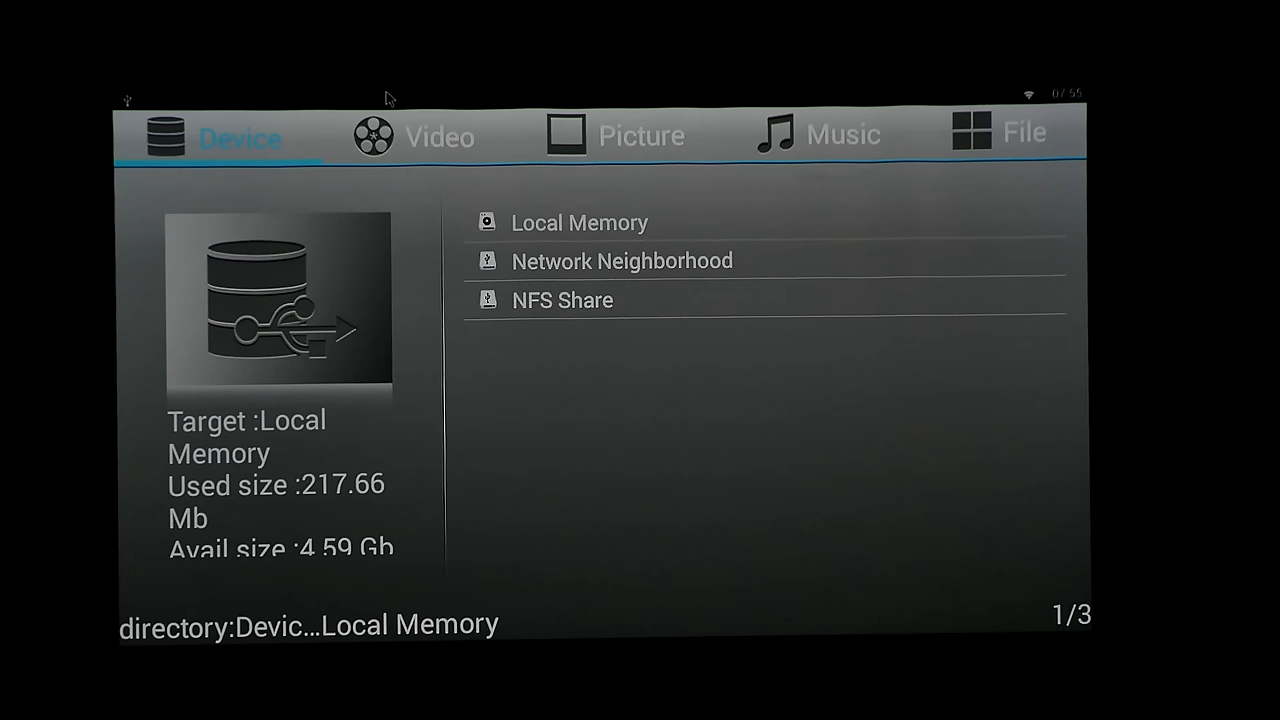 Device Video Picture Music File
Local Memory
Network Neighborhood
NFS Share
Target :Local
Memory
Used size :217.66
Mb
Avail size :4.59 Gb
directory:Devic...Local Memory
1/3